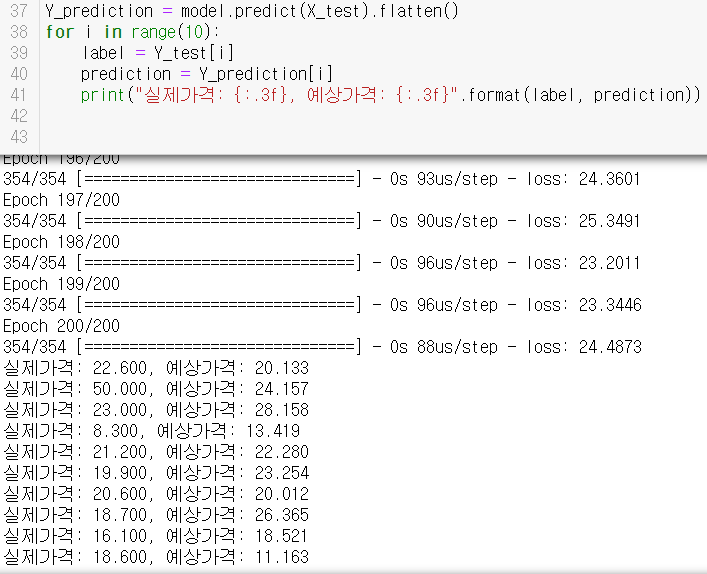 37 Y_prediction = model.predict(X_test).flatten()
38 for i in range(10):
39     label = Y_test[i]
40     prediction = Y_prediction[i]
41     print("실제가격: {:.3f}, 예상가격: {:.3f}".format(label, prediction))
42
43
Epoch 196/200
354/354 [==============================] - 0s 93us/step - loss: 24.3601
Epoch 197/200
354/354 [==============================] - 0s 90us/step - loss: 25.3491
Epoch 198/200
354/354 [==============================] - 0s 96us/step - loss: 23.2011
Epoch 199/200
354/354 [==============================] - 0s 96us/step - loss: 23.3446
Epoch 200/200
354/354 [==============================] - 0s 88us/step - loss: 24.4873
실제가격: 22.600, 예상가격: 20.133
실제가격: 50.000, 예상가격: 24.157
실제가격: 23.000, 예상가격: 28.158
실제가격: 8.300, 예상가격: 13.419
실제가격: 21.200, 예상가격: 22.280
실제가격: 19.900, 예상가격: 23.254
실제가격: 20.600, 예상가격: 20.012
실제가격: 18.700, 예상가격: 26.365
실제가격: 16.100, 예상가격: 18.521
실제가격: 18.600, 예상가격: 11.163